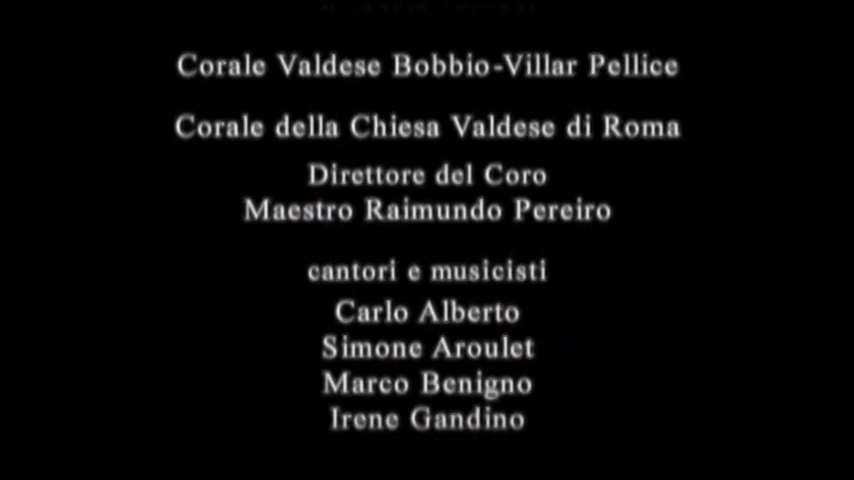 Corale Valdese Bobbio-Villar Pellice
Corale della Chiesa Valdese di Roma
Direttore del Coro
Maestro Raimundo Pereiro
cantori e musicisti
Carlo Alberto
Simone Aroulet
Marco Benigno
Irene Gandino